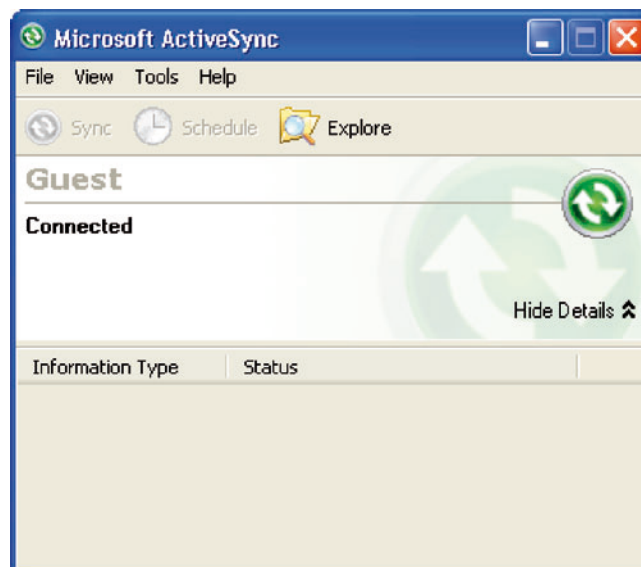 Microsoft ActiveSync
File View Tools Help
Sync Schedule Explore
Guest
Connected
Hide Details
Information Type Status